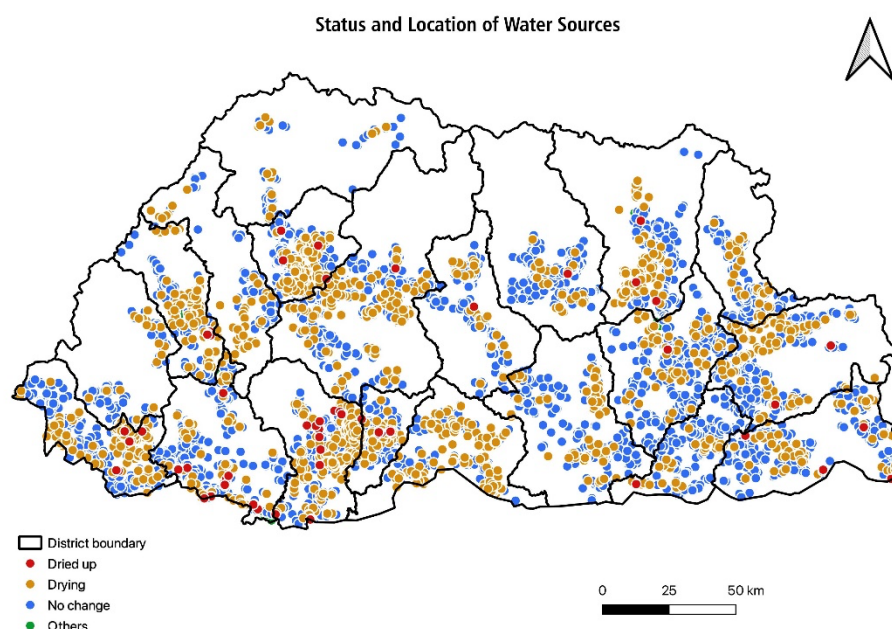 Status and Location of Water Sources
District boundary
Dried up
Drying
No change
Others
0 25 50 km